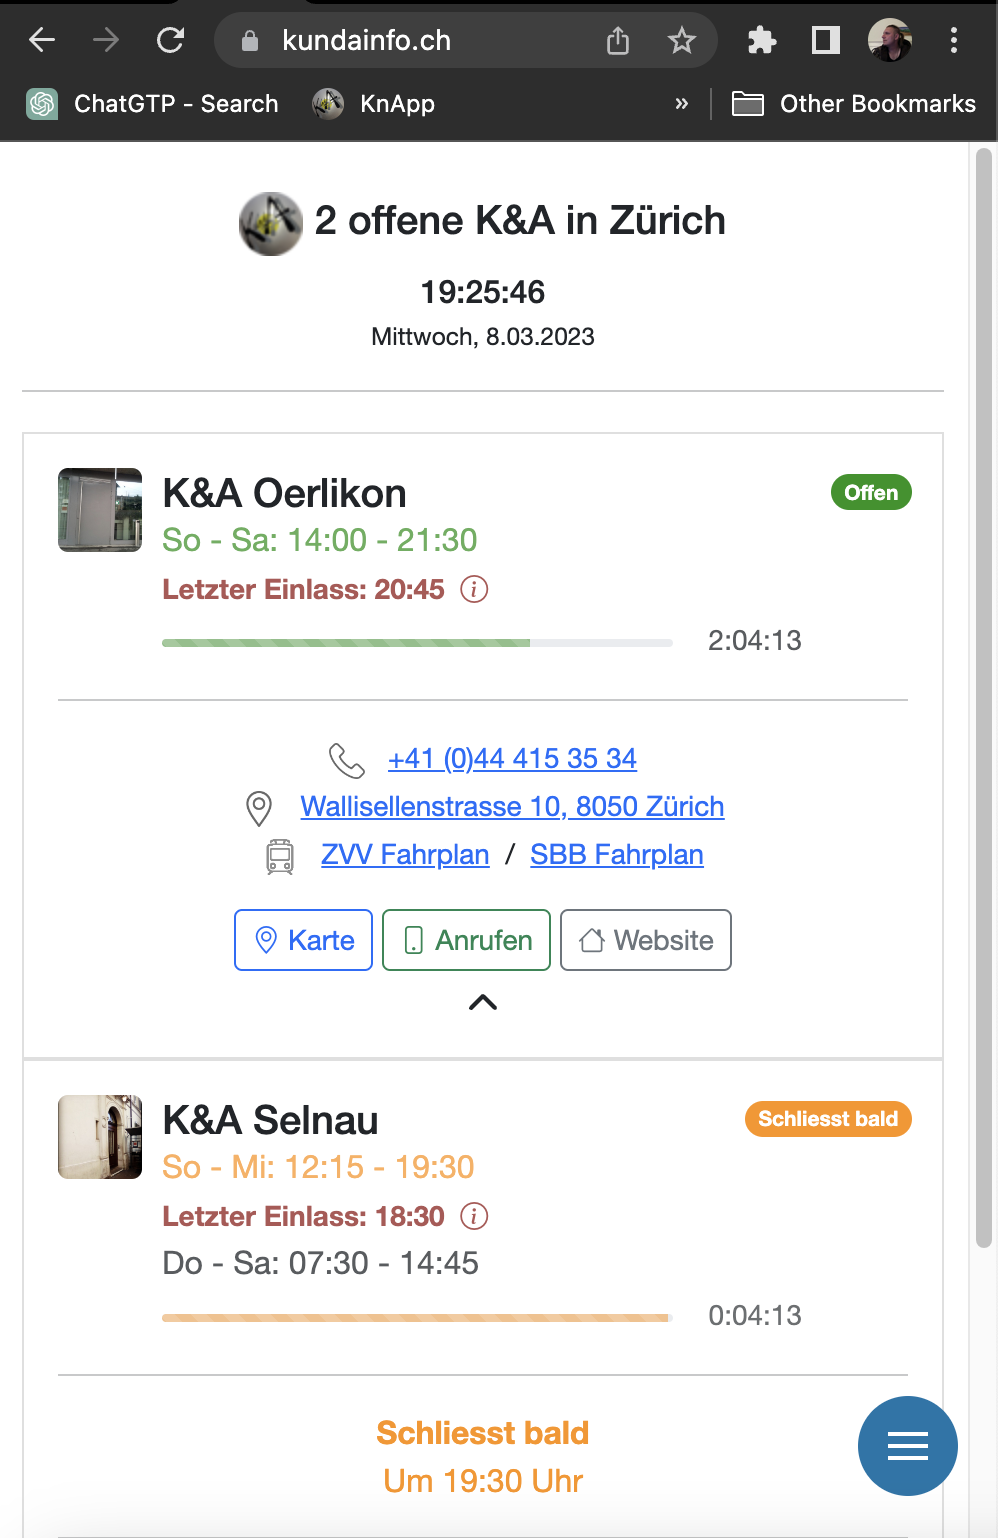 kundainfo.ch
ChatGTP - Search KnApp » Other Bookmarks
2 offene K&A in Zürich
19:25:46
Mittwoch, 8.03.2023
K&A Oerlikon Offen
So - Sa: 14:00 - 21:30
Letzter Einlass: 20:45
2:04:13
+41 (0)44 415 35 34
Wallisellenstrasse 10, 8050 Zürich
ZVV Fahrplan / SBB Fahrplan
Karte Anrufen Website
K&A Selnau Schliesst bald
So - Mi: 12:15 - 19:30
Letzter Einlass: 18:30
Do - Sa: 07:30 - 14:45
0:04:13
Schliesst bald
Um 19:30 Uhr